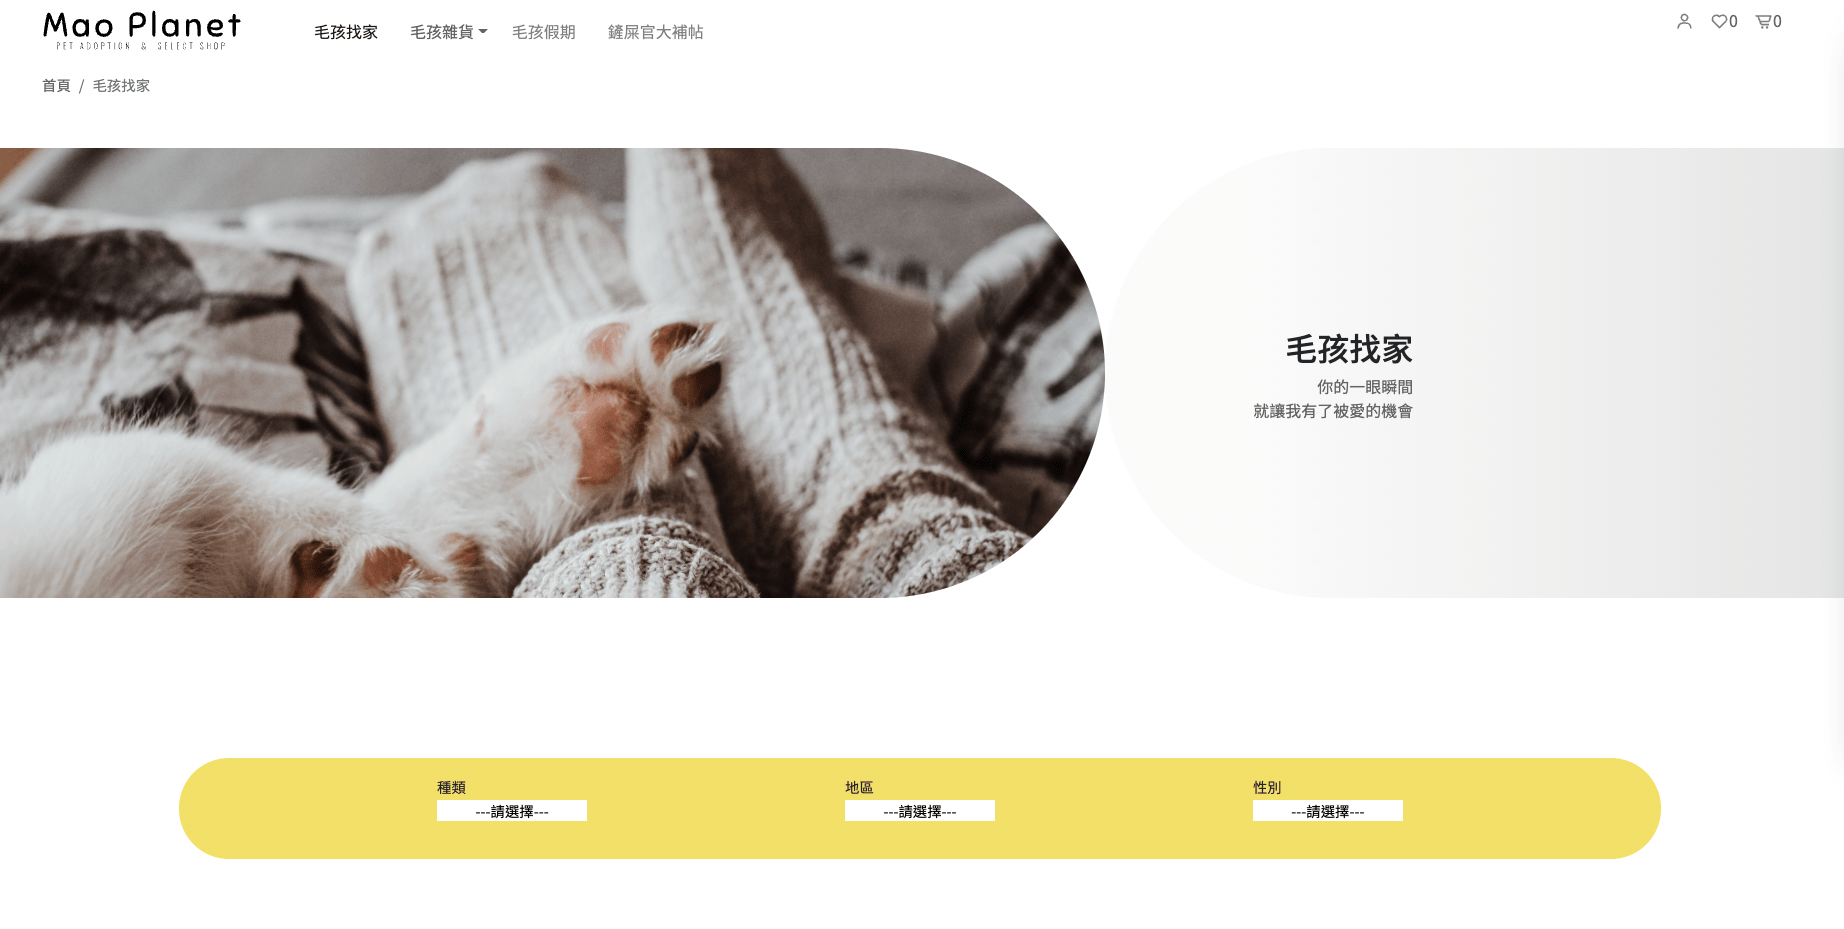 Mao Planet
PET ADOPTION & SELECT SHOP
毛孩找家 毛孩雜貨 毛孩假期 鏟屎官大補帖
0 0
首頁 / 毛孩找家
毛孩找家
你的一眼瞬間
就讓我有了被愛的機會
種類 地區 性別
---請選擇--- ---請選擇--- ---請選擇---